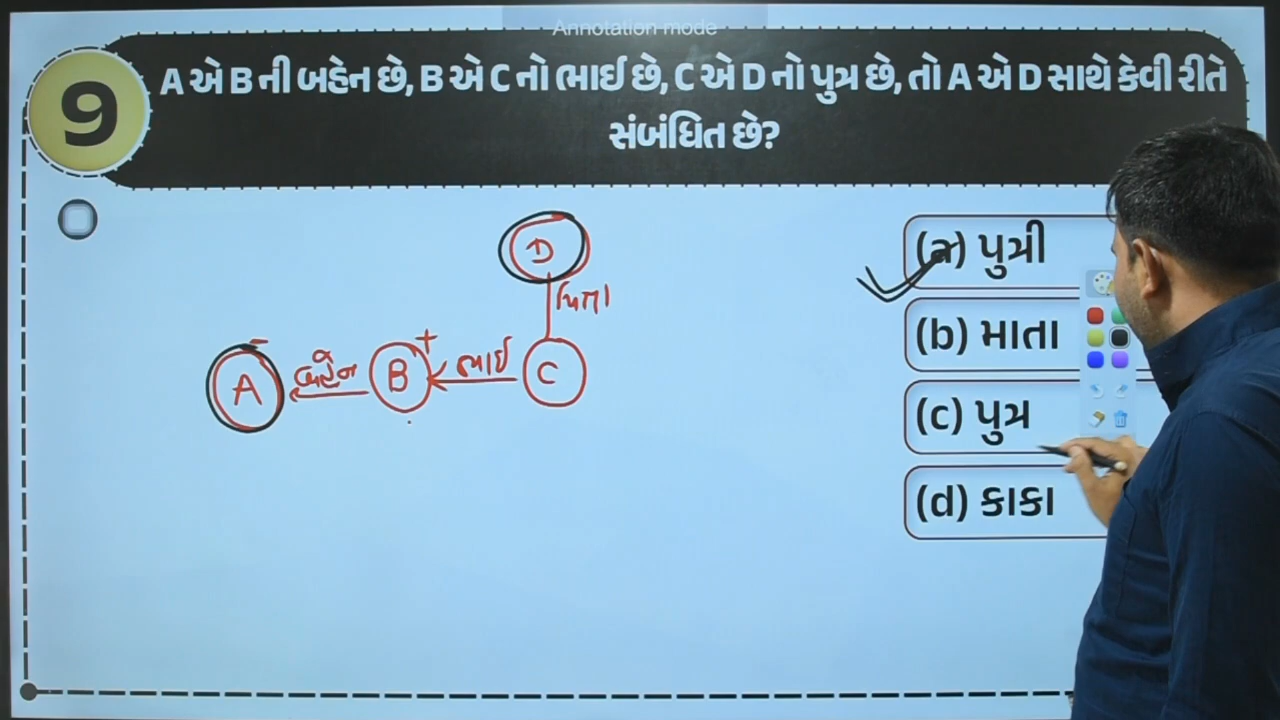 Annotation mode
9
A એ B ની બહેન છે, B એ C નો ભાઈ છે, C એ D નો પુત્ર છે, તો A એ D સાથે કેવી રીતે
સંબંધિત છે?
D
પિતા
A
-
બહેન
B
+
ભાઈ
C
(a) પુત્રી
(b) માતા
(c) પુત્ર
(d) કાકા